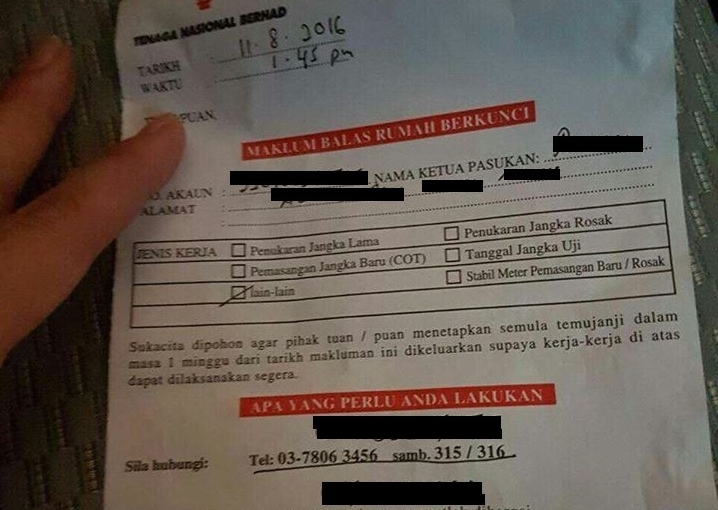 TENAGA NASIONAL BERHAD
TARIKH : 11.8.2016
WAKTU : 1.45 pm
PUAN,
MAKLUM BALAS RUMAH BERKUNCI
NO. AKAUN : NAMA KETUA PASUKAN:
ALAMAT :
JENIS KERJA
Penukaran Jangka Lama
Penukaran Jangka Rosak
Pemasangan Jangka Baru (COT)
Tanggal Jangka Uji
lain-lain
Stabil Meter Pemasangan Baru / Rosak
Sukacita dipohon agar pihak tuan / puan menetapkan semula temujanji dalam
masa 1 minggu dari tarikh makluman ini dikeluarkan supaya kerja-kerja di atas
dapat dilaksanakan segera.
APA YANG PERLU ANDA LAKUKAN
Sila hubungi: Tel: 03-7806 3456 samb. 315 / 316